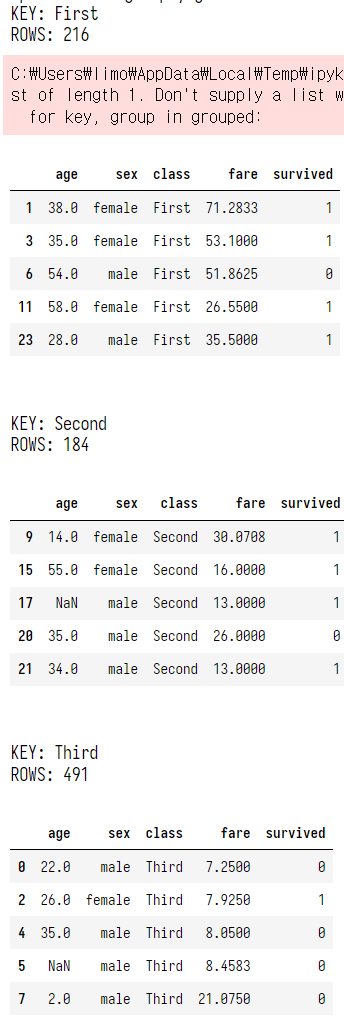 KEY: First
ROWS: 216
C:\Users\limo\AppData\Local\Temp\ipyk
st of length 1. Don't supply a list w
for key, group in grouped:
age sex class fare survived
1 38.0 female First 71.2833 1
3 35.0 female First 53.1000 1
6 54.0 male First 51.8625 0
11 58.0 female First 26.5500 1
23 28.0 male First 35.5000 1
KEY: Second
ROWS: 184
age sex class fare survived
9 14.0 female Second 30.0708 1
15 55.0 female Second 16.0000 1
17 NaN male Second 13.0000 1
20 35.0 male Second 26.0000 0
21 34.0 male Second 13.0000 1
KEY: Third
ROWS: 491
age sex class fare survived
0 22.0 male Third 7.2500 0
2 26.0 female Third 7.9250 1
4 35.0 male Third 8.0500 0
5 NaN male Third 8.4583 0
7 2.0 male Third 21.0750 0